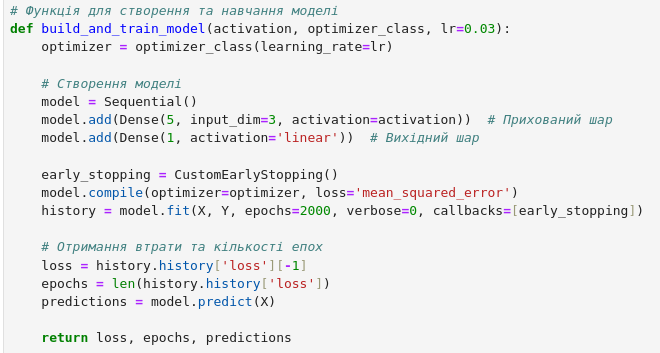 # Функція для створення та навчання моделі
def build_and_train_model(activation, optimizer_class, lr=0.03):
    optimizer = optimizer_class(learning_rate=lr)
    # Створення моделі
    model = Sequential()
    model.add(Dense(5, input_dim=3, activation=activation))  # Прихований шар
    model.add(Dense(1, activation='linear'))  # Вихідний шар
    early_stopping = CustomEarlyStopping()
    model.compile(optimizer=optimizer, loss='mean_squared_error')
    history = model.fit(X, Y, epochs=2000, verbose=0, callbacks=[early_stopping])
    # Отримання втрати та кількості епох
    loss = history.history['loss'][-1]
    epochs = len(history.history['loss'])
    predictions = model.predict(X)
    return loss, epochs, predictions